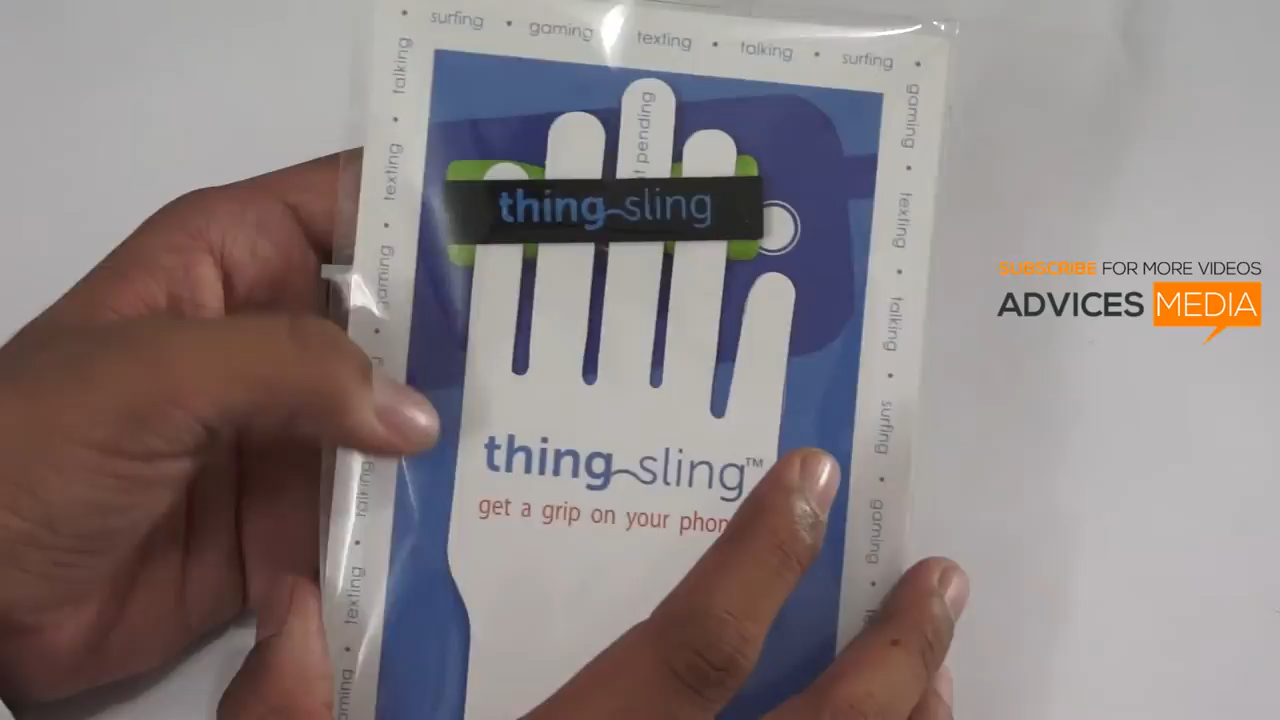 surfing • gaming texting • talking • surfing •
talking • texting • gaming •
talking • texting •
gaming • texting • talking • surfing • gaming •
pending
thing sling
thing sling™
get a grip on your
SUBSCRIBE FOR MORE VIDEOS
ADVICES MEDIA